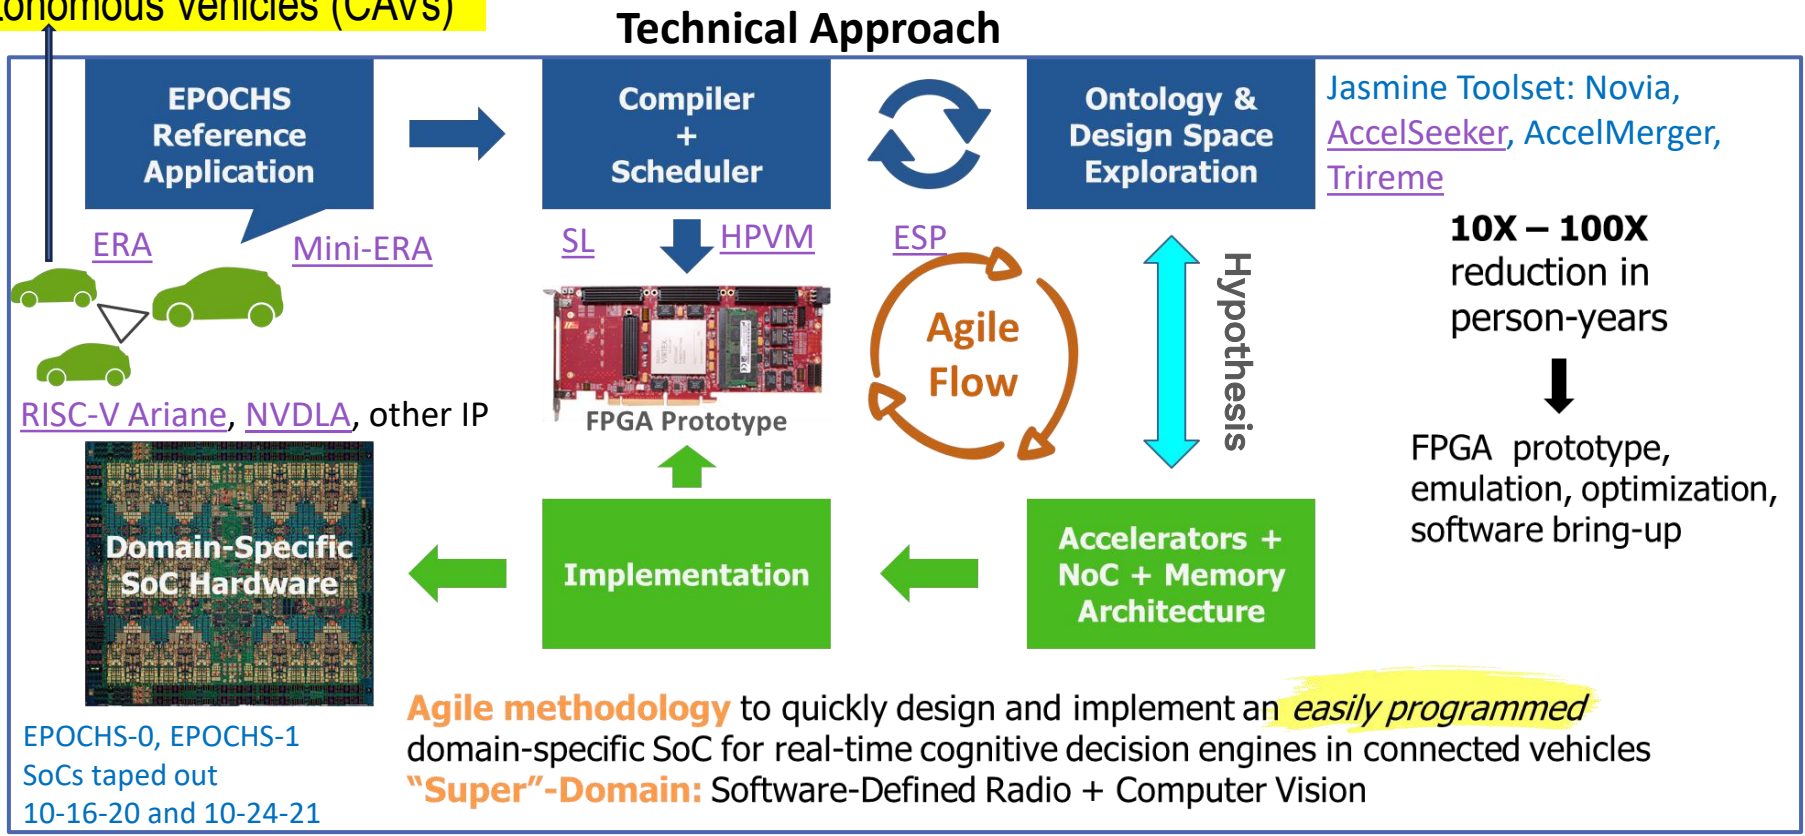 onomous Vehicles (CAVs)
Technical Approach
EPOCHS
Reference
Application
Compiler
+
Scheduler
Ontology &
Design Space
Exploration
Jasmine Toolset: Novia,
AccelSeeker, AccelMerger,
Trireme
ERA
Mini-ERA
SL
HPVM
ESP
Agile
Flow
Hypothesis
10X – 100X
reduction in
person-years
FPGA prototype,
emulation, optimization,
software bring-up
VIRTEX
FPGA Prototype
RISC-V Ariane, NVDLA, other IP
Domain-Specific
SoC Hardware
Implementation
Accelerators +
NoC + Memory
Architecture
EPOCHS-0, EPOCHS-1
SoCs taped out
10-16-20 and 10-24-21
Agile methodology to quickly design and implement an easily programmed
domain-specific SoC for real-time cognitive decision engines in connected vehicles
“Super”-Domain: Software-Defined Radio + Computer Vision